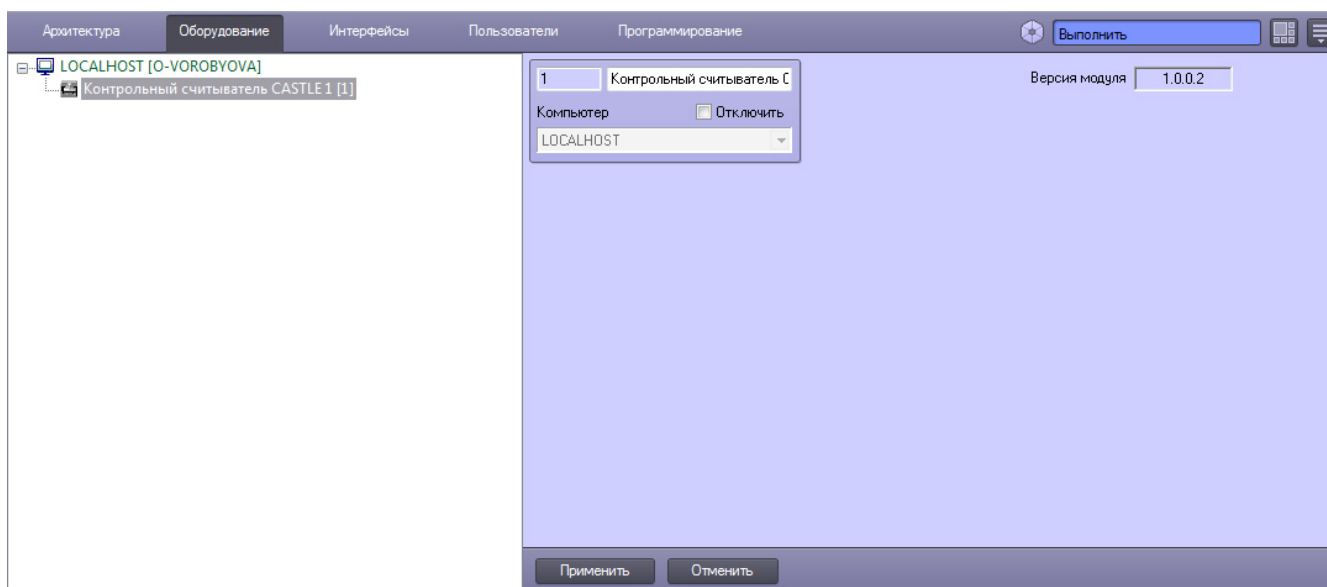 Архитектура Оборудование Интерфейсы Пользователи Программирование Выполнить
LOCALHOST [O-VOROBYOVA]
Контрольный считыватель CASTLE 1 [1]
1 Контрольный считыватель С
Версия модуля 1.0.0.2
Компьютер Отключить
LOCALHOST
Применить Отменить